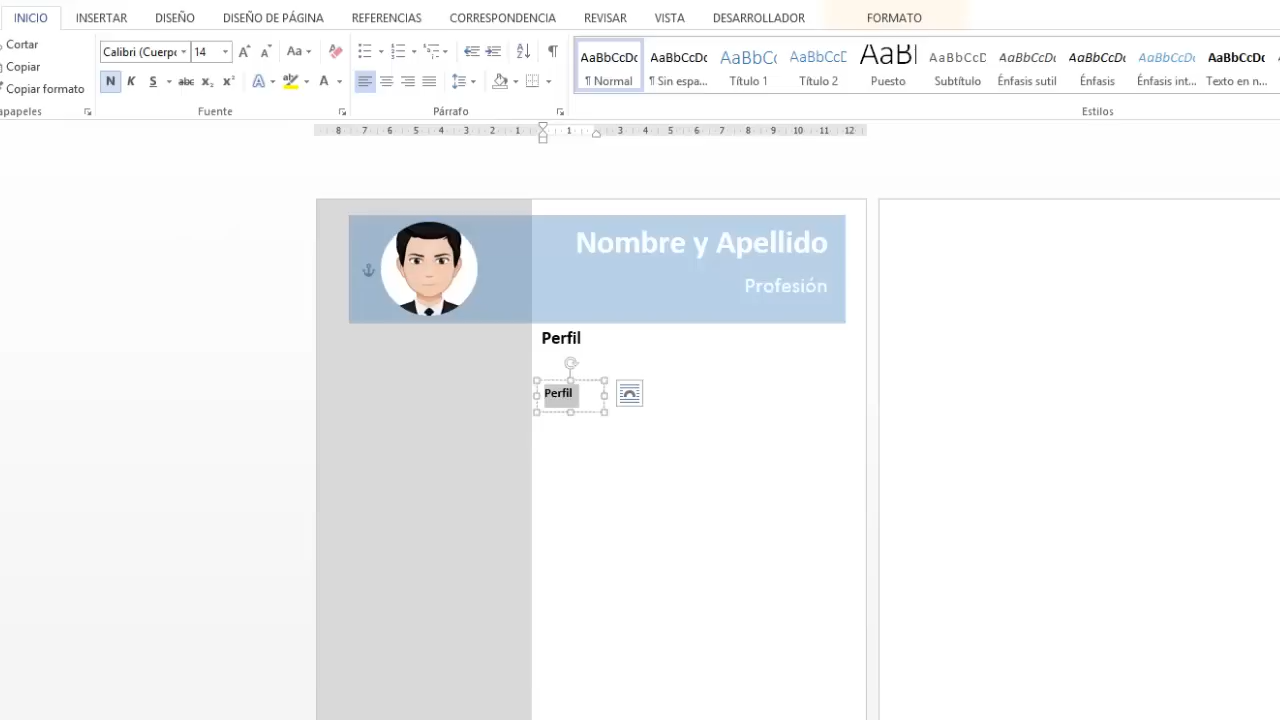 INICIO INSERTAR DISEÑO DISEÑO DE PÁGINA REFERENCIAS CORRESPONDENCIA REVISAR VISTA DESARROLLADOR FORMATO
Cortar
Copiar
Copiar formato
Calibri (Cuerpo 14 Aa
N K S abc x₂ x² A ab A
AaBbCcDc AaBbCcDc AaBbCc AaBbCcD AaBl AaBbCcD AaBbCcDc AaBbCcDc AaBbCcDc AaBbCcDc
¶ Normal ¶ Sin espa... Título 1 Título 2 Puesto Subtítulo Énfasis sutil Énfasis Énfasis int... Texto en n...
apapeles Fuente Párrafo Estilos
8 7 6 5 4 3 2 1 1 3 4 5 6 7 8 9 10 11 12
Nombre y Apellido
Profesión
Perfil
Perfil